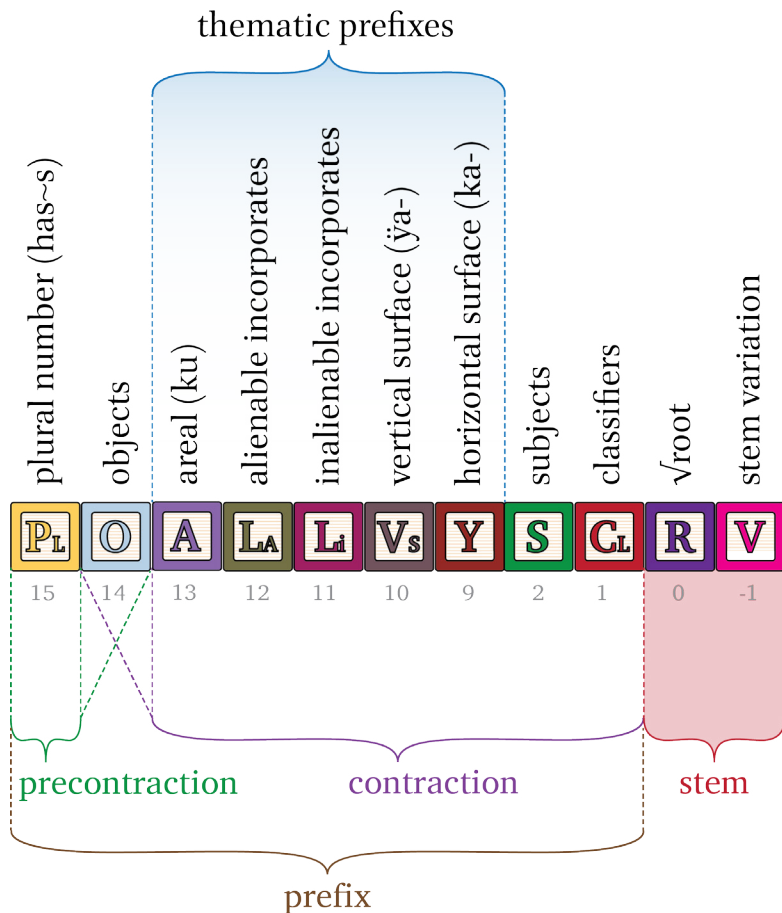 thematic prefixes
plural number (has~s)
objects
areal (ku)
alienable incorporates
inalienable incorporates
vertical surface (ÿa-)
horizontal surface (ka-)
subjects
classifiers
√root
stem variation
PL O A LA Li VS Y S CL R V
15 14 13 12 11 10 9 2 1 0 -1
precontraction contraction stem
prefix